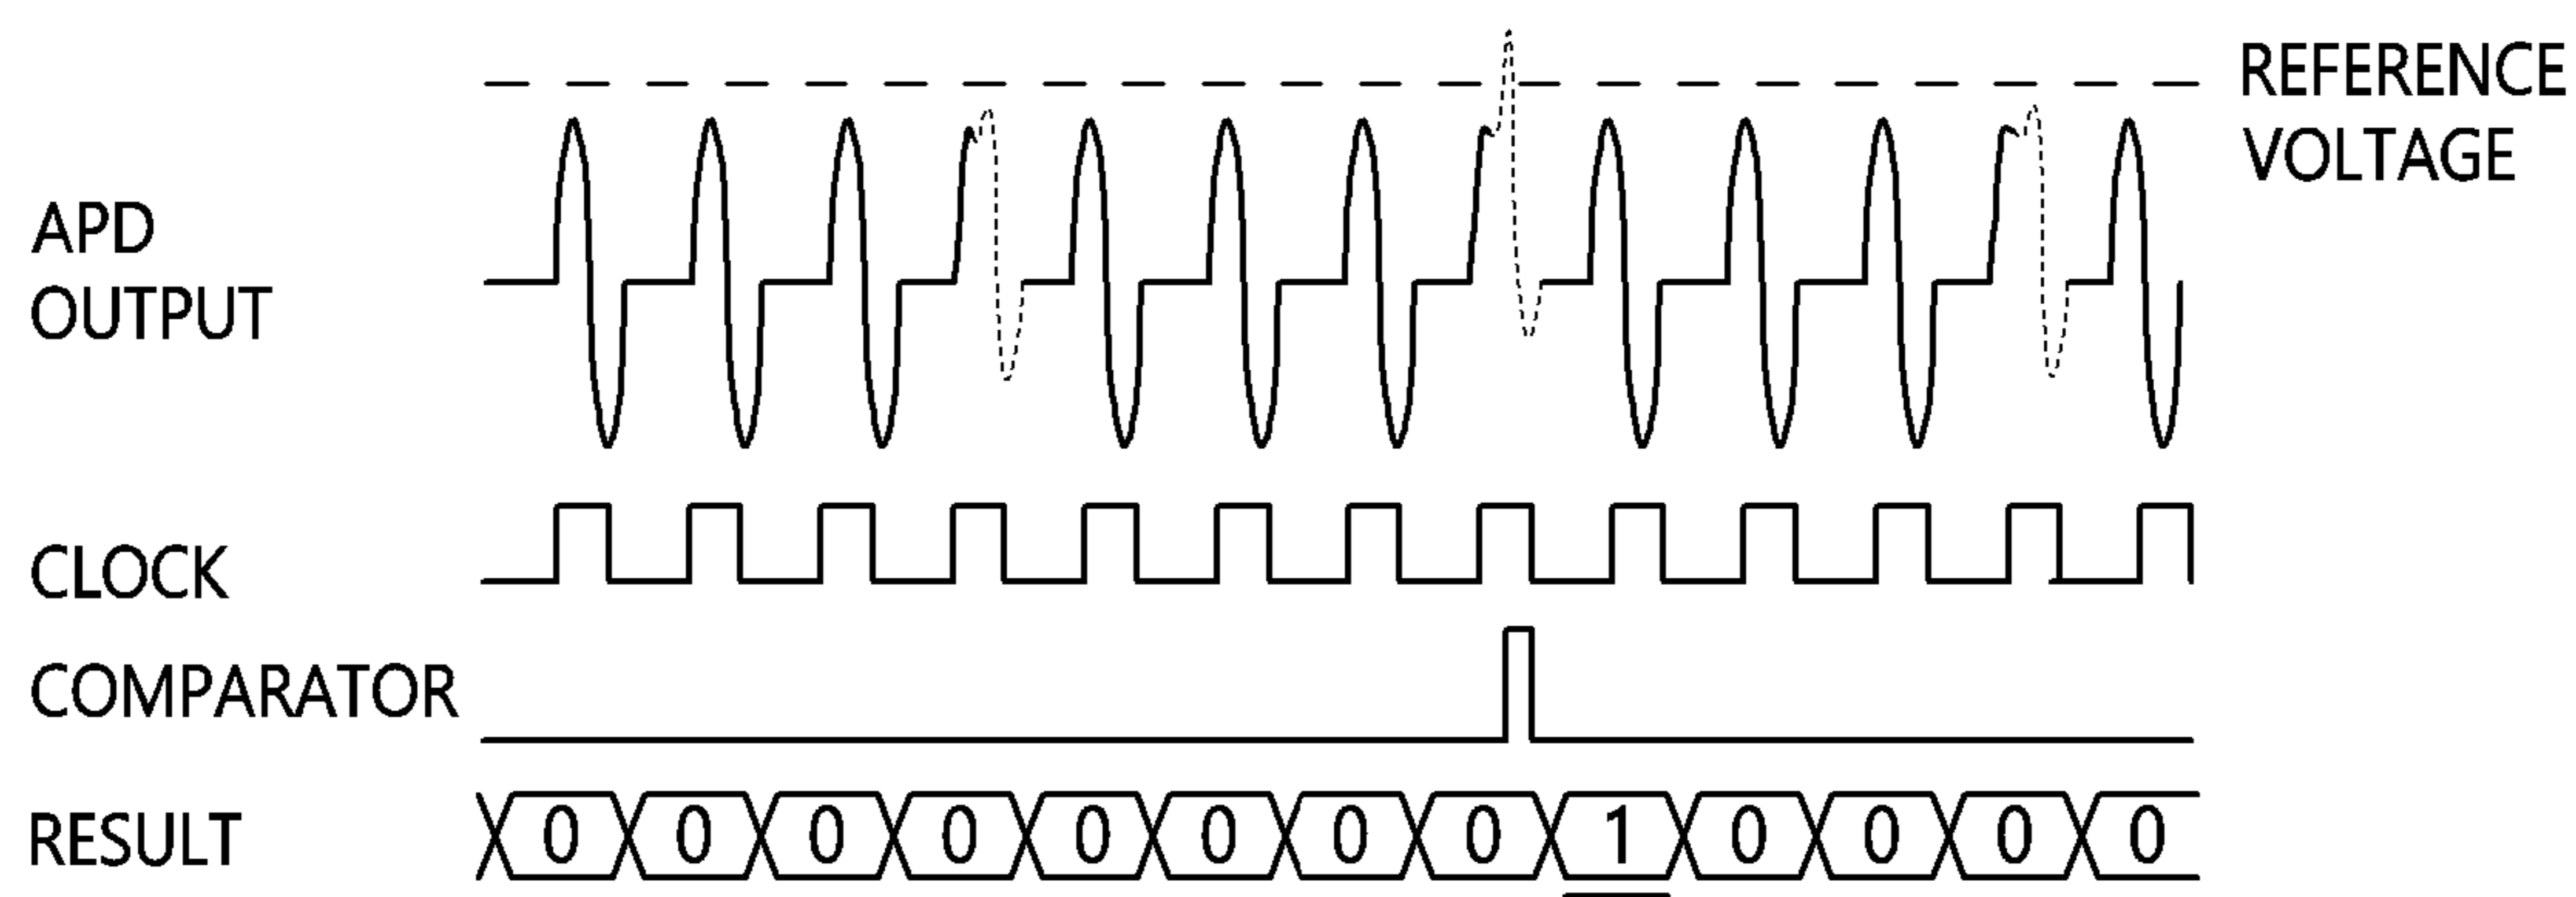 REFERENCE
VOLTAGE
APD
OUTPUT
CLOCK
COMPARATOR
RESULT 0 0 0 0 0 0 0 0 1 0 0 0 0